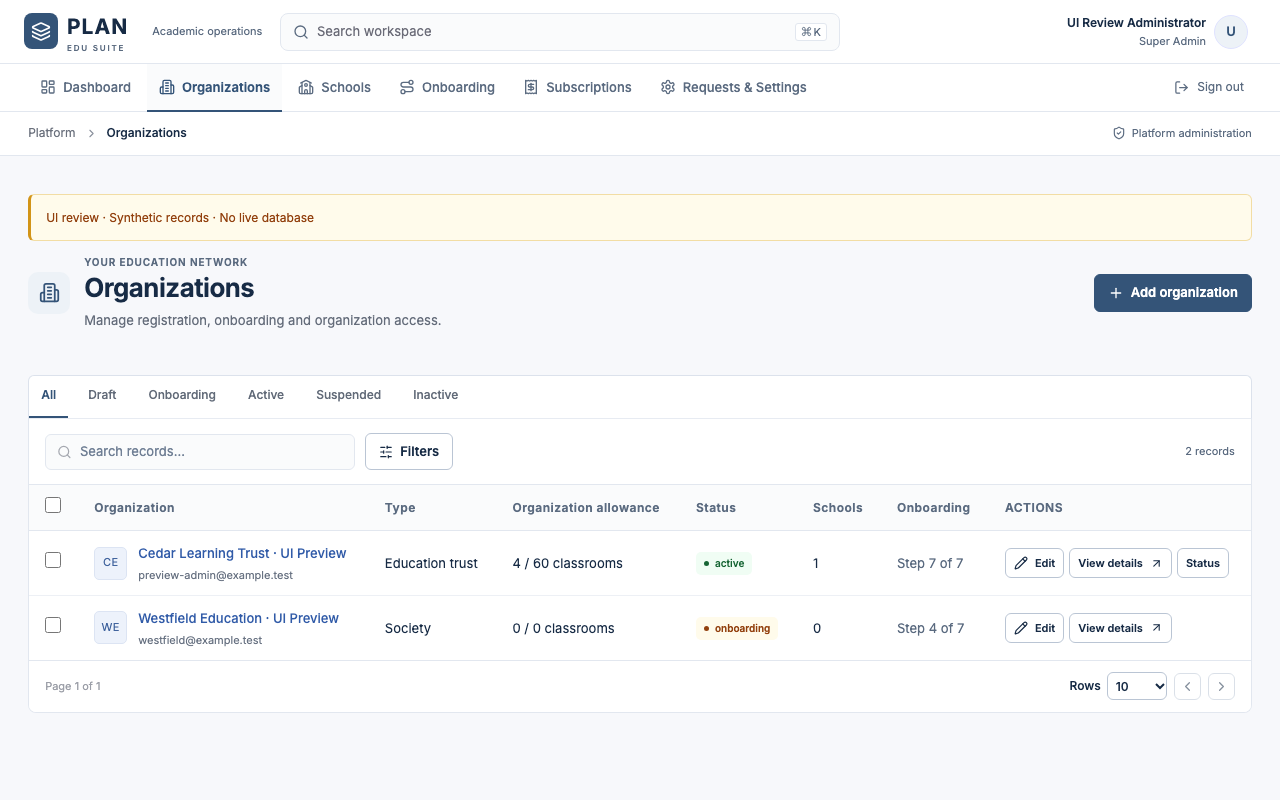 PLAN
EDU SUITE
Academic operations
Search workspace
⌘ K
UI Review Administrator
Super Admin
U
Dashboard
Organizations
Schools
Onboarding
Subscriptions
Requests & Settings
Sign out
Platform
Organizations
Platform administration
UI review · Synthetic records · No live database
YOUR EDUCATION NETWORK
Organizations
Manage registration, onboarding and organization access.
Add organization
All Draft Onboarding Active Suspended Inactive
Search records...
Filters
2 records
Organization Type Organization allowance Status Schools Onboarding ACTIONS
CE
Cedar Learning Trust · UI Preview
preview-admin@example.test
Education trust
4 / 60 classrooms
active
1
Step 7 of 7
Edit
View details
Status
WE
Westfield Education · UI Preview
westfield@example.test
Society
0 / 0 classrooms
onboarding
0
Step 4 of 7
Edit
View details
Page 1 of 1
Rows
10